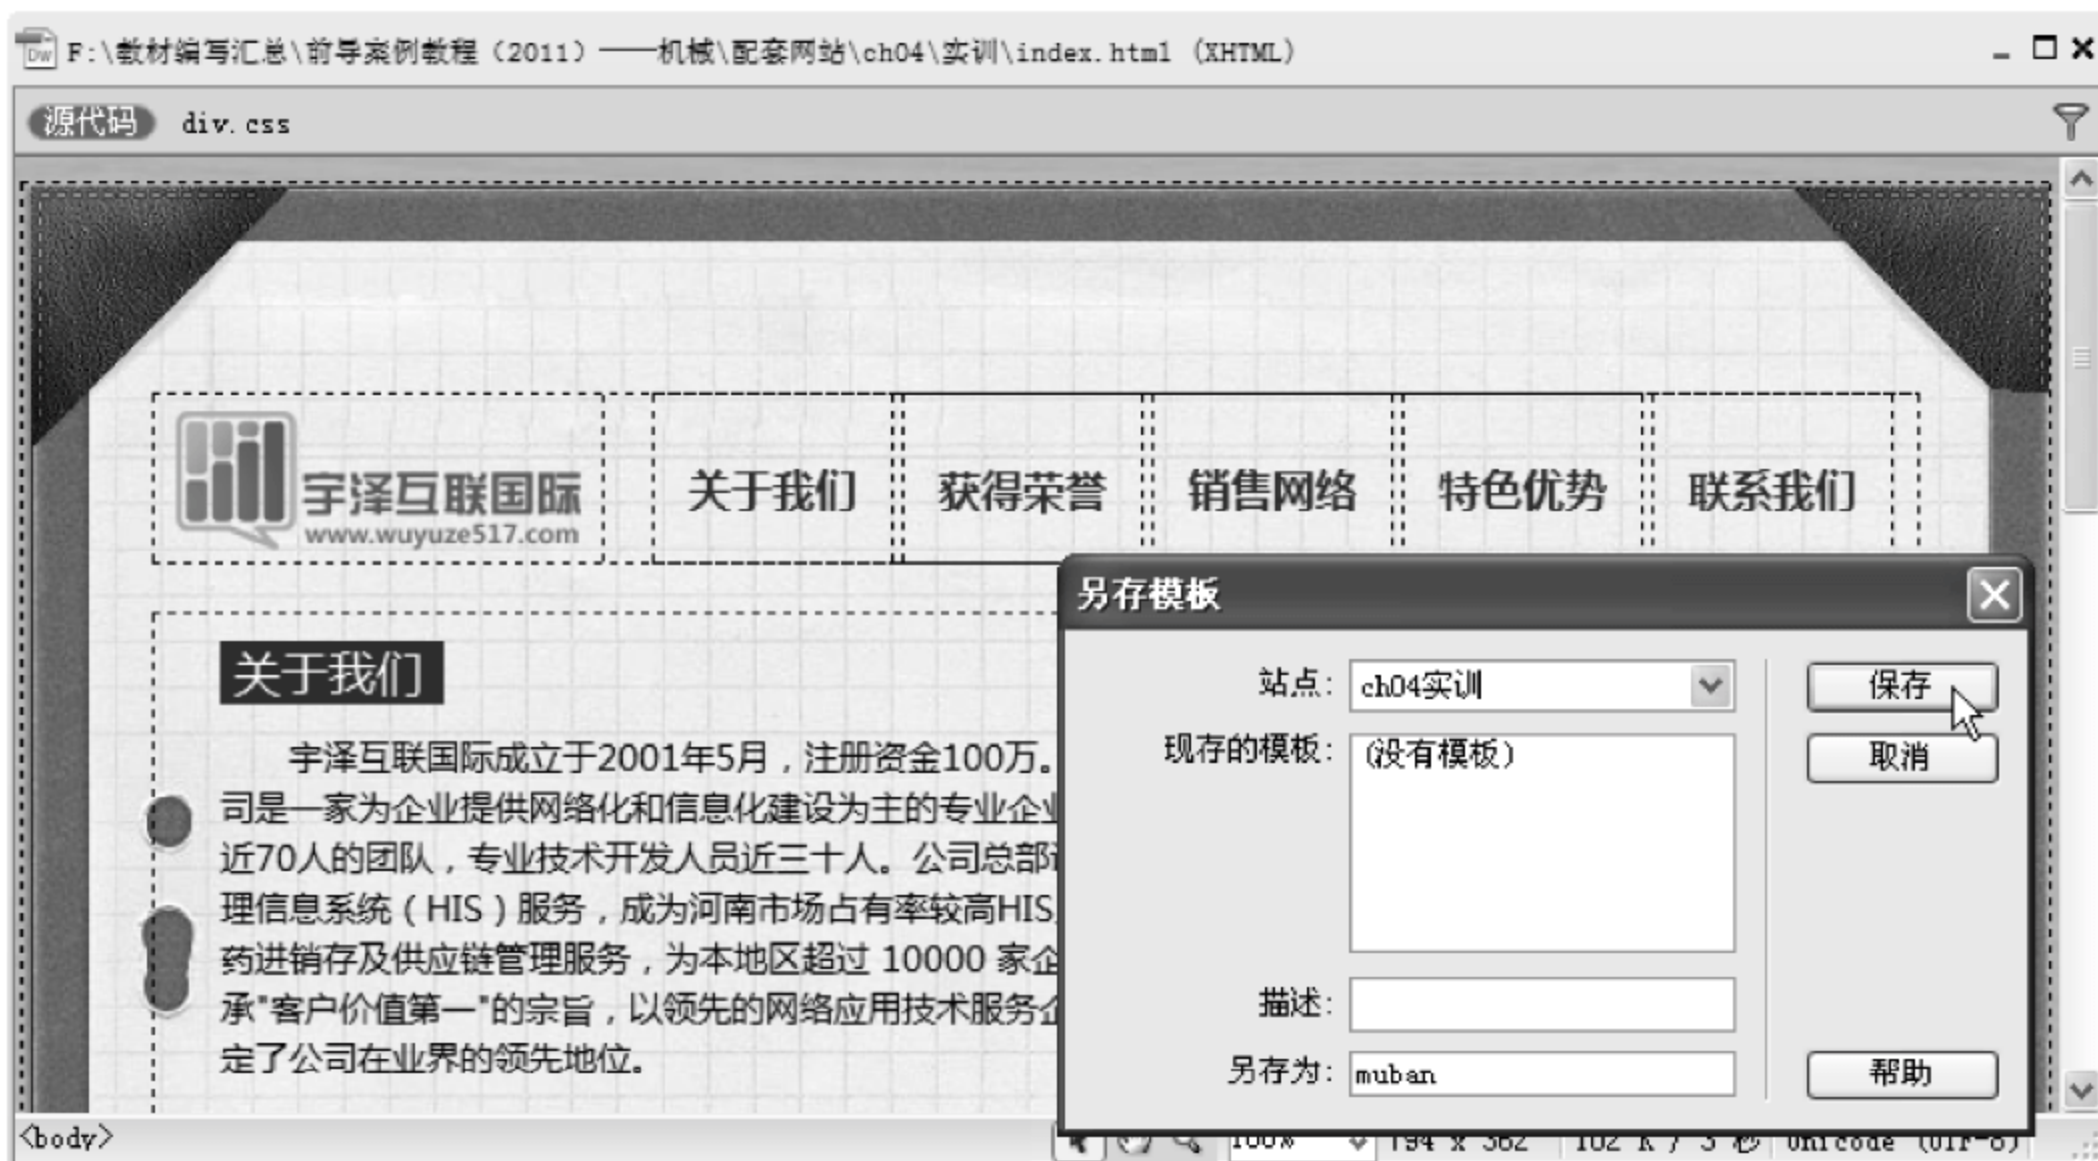 F:\教材编写汇总\前导案例教程（2011）——机械\配套网站\ch04\实训\index.html (XHTML)
源代码 div.css
宇泽互联国际
www.wuyuze517.com
关于我们 获得荣誉 销售网络 特色优势 联系我们
关于我们
宇泽互联国际成立于2001年5月，注册资金100万。
司是一家为企业提供网络化和信息化建设为主的专业企业
近70人的团队，专业技术开发人员近三十人。公司总部
理信息系统（HIS）服务，成为河南市场占有率较高HIS
药进销存及供应链管理服务，为本地区超过 10000 家企
承"客户价值第一"的宗旨，以领先的网络应用技术服务企
定了公司在业界的领先地位。
另存模板
站点: ch04实训 保存
现存的模板: (没有模板) 取消
描述:
另存为: muban 帮助
<body> 100% 794 x 362 102 K / 3 秒 Unicode (UTF-8)